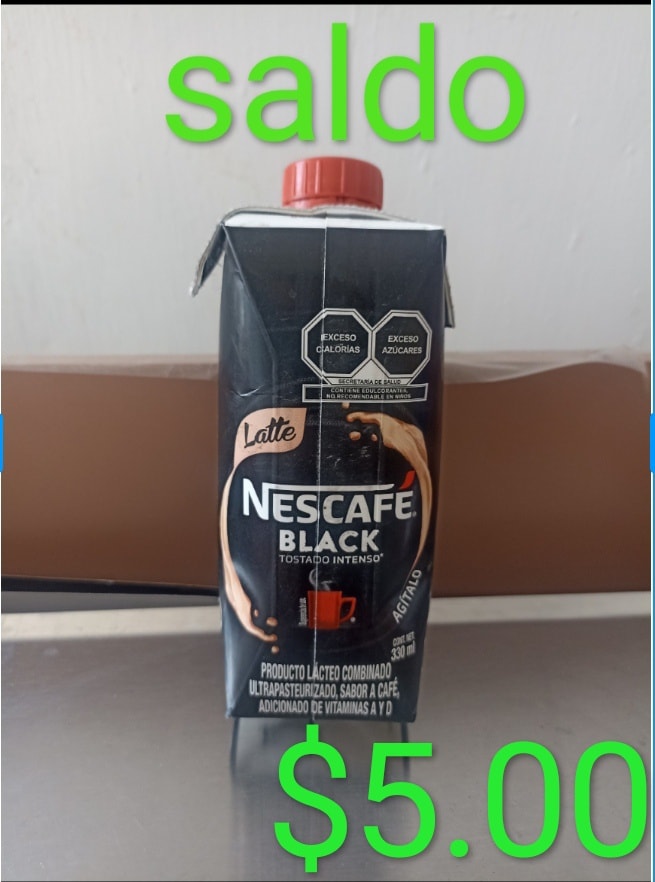 saldo
EXCESO
CALORÍAS
EXCESO
AZÚCARES
SECRETARÍA DE SALUD
CONTIENE EDULCORANTES,
NO RECOMENDABLE EN NIÑOS
Latte
NESCAFÉ
BLACK
TOSTADO INTENSO*
AGÍTALO
CONT. NET.
330 ml
PRODUCTO LÁCTEO COMBINADO
ULTRAPASTEURIZADO, SABOR A CAFÉ,
ADICIONADO DE VITAMINAS A Y D
$5.00